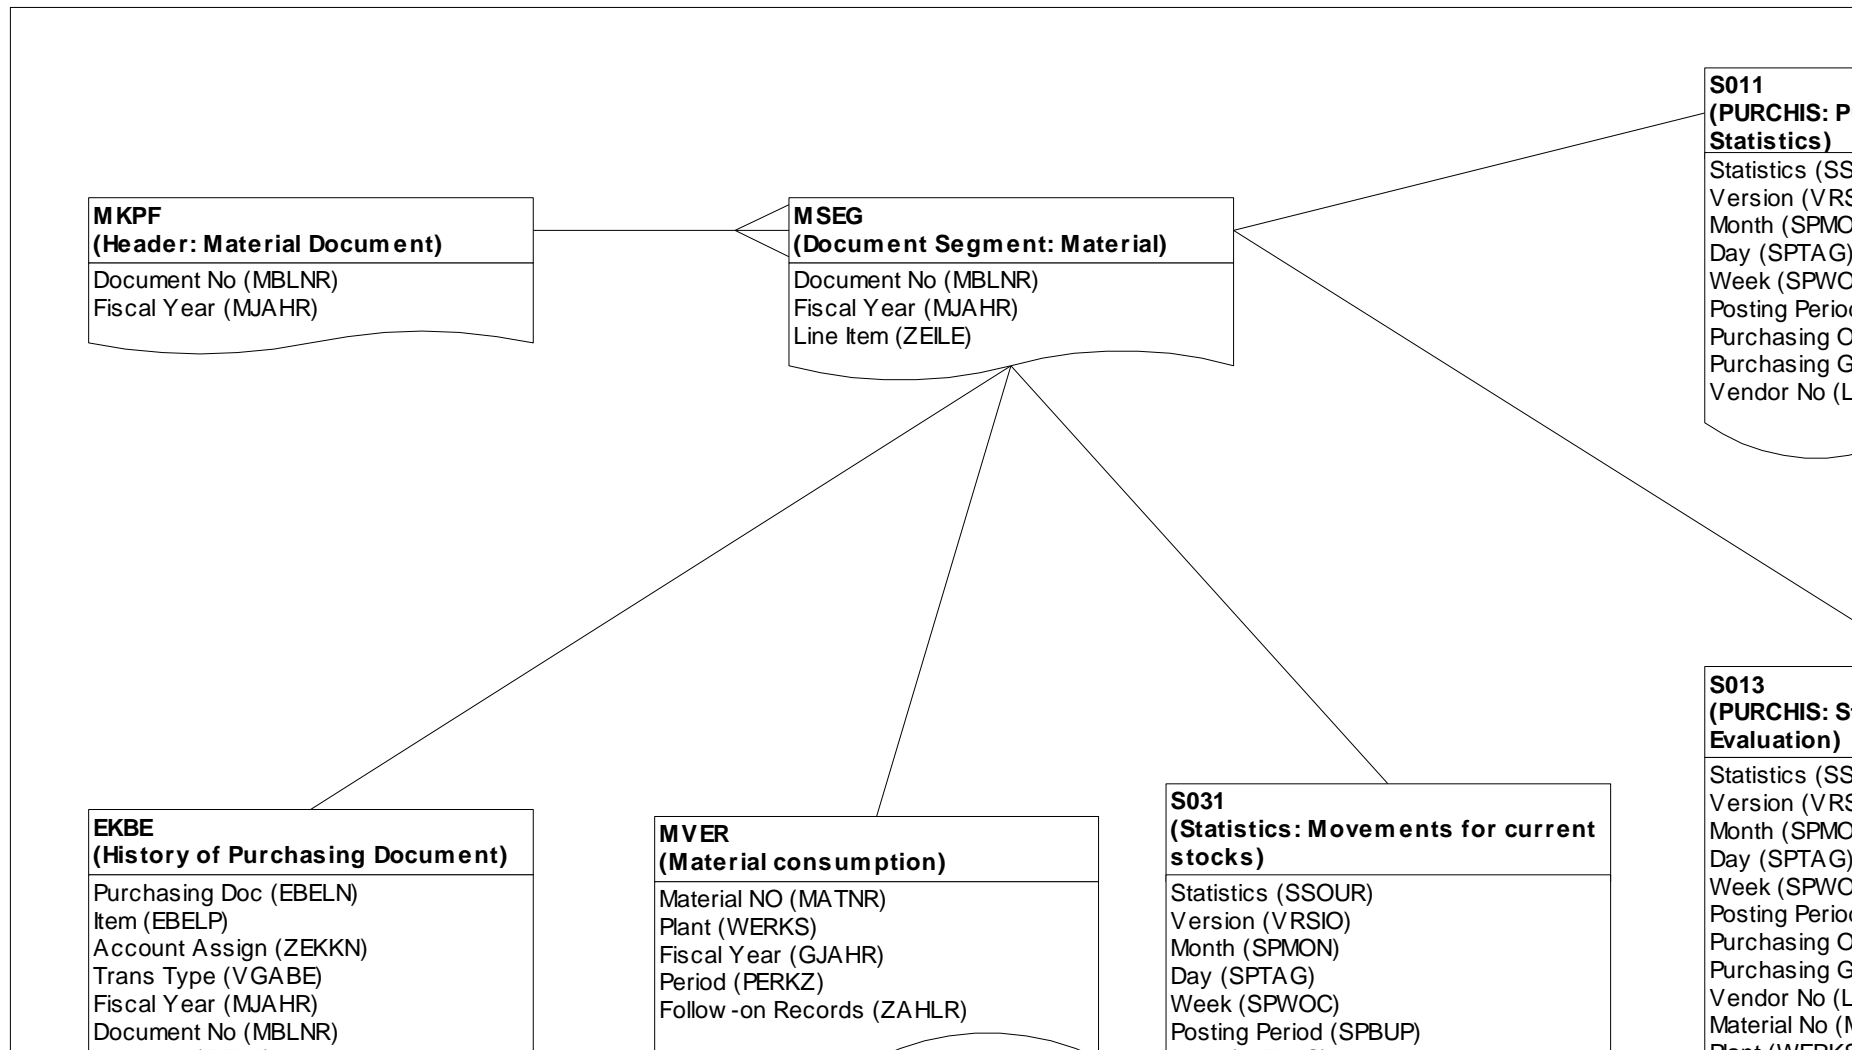 MKPF
(Header: Material Document)
Document No (MBLNR)
Fiscal Year (MJAHR)
MSEG
(Document Segment: Material)
Document No (MBLNR)
Fiscal Year (MJAHR)
Line Item (ZEILE)
S011
(PURCHIS: P
Statistics)
Statistics (SS
Version (VRS
Month (SPMO
Day (SPTAG)
Week (SPWO
Posting Period
Purchasing O
Purchasing G
Vendor No (L
EKBE
(History of Purchasing Document)
Purchasing Doc (EBELN)
Item (EBELP)
Account Assign (ZEKKN)
Trans Type (VGABE)
Fiscal Year (MJAHR)
Document No (MBLNR)
MVER
(Material consumption)
Material NO (MATNR)
Plant (WERKS)
Fiscal Year (GJAHR)
Period (PERKZ)
Follow-on Records (ZAHLR)
S031
(Statistics: Movements for current
stocks)
Statistics (SSOUR)
Version (VRSIO)
Month (SPMON)
Day (SPTAG)
Week (SPWOC)
Posting Period (SPBUP)
S013
(PURCHIS: St
Evaluation)
Statistics (SS
Version (VRS
Month (SPMO
Day (SPTAG)
Week (SPWO
Posting Period
Purchasing O
Purchasing G
Vendor No (L
Material No (M
Plant (WERKS